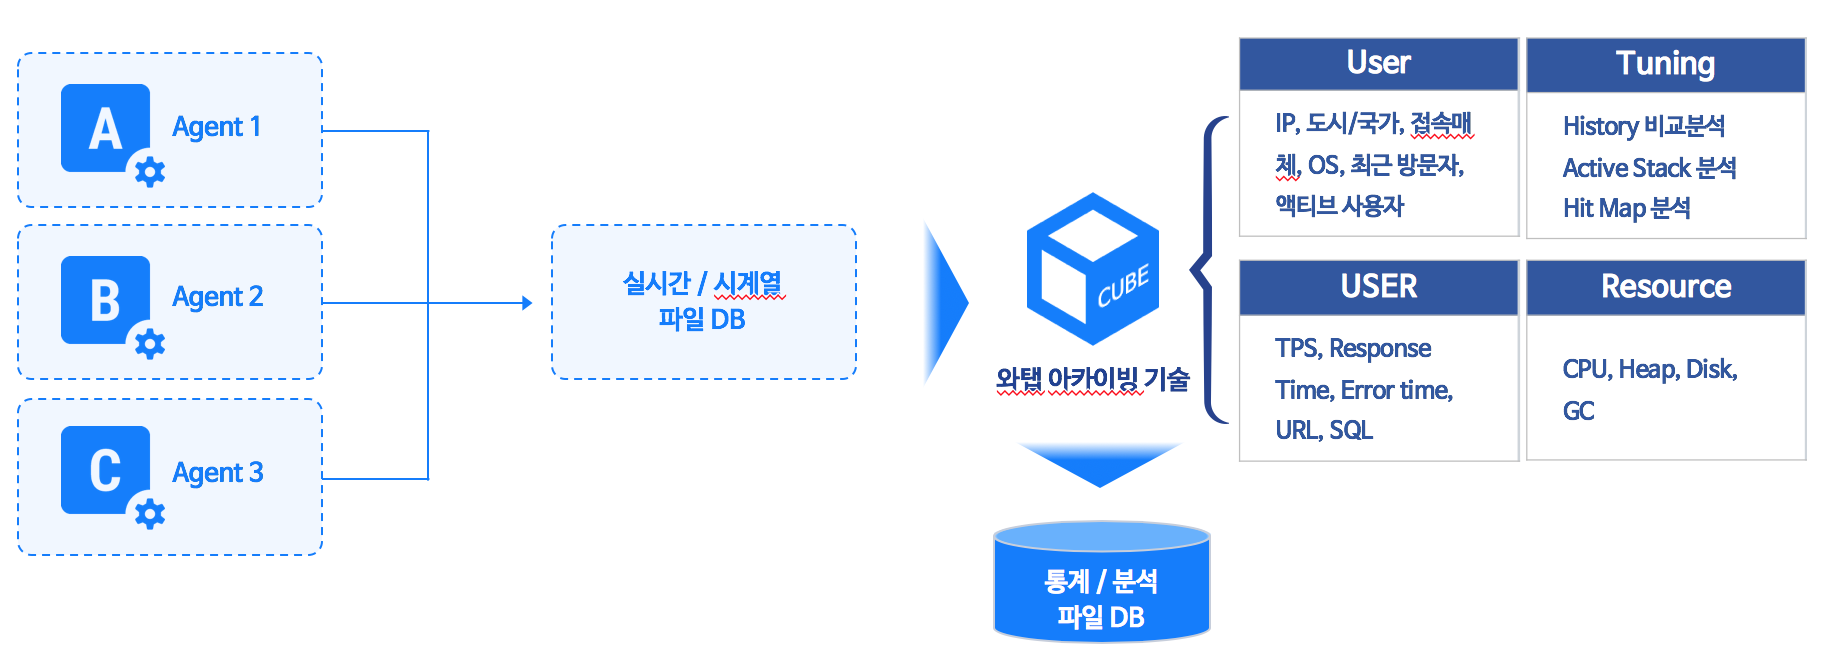 A
Agent 1
B
Agent 2
C
Agent 3
실시간 / 시계열
파일 DB
CUBE
와탭 아카이빙 기술
통계 / 분석
파일 DB
User
IP, 도시/국가, 접속매
체, OS, 최근 방문자,
액티브 사용자
Tuning
History 비교분석
Active Stack 분석
Hit Map 분석
USER
TPS, Response
Time, Error time,
URL, SQL
Resource
CPU, Heap, Disk,
GC